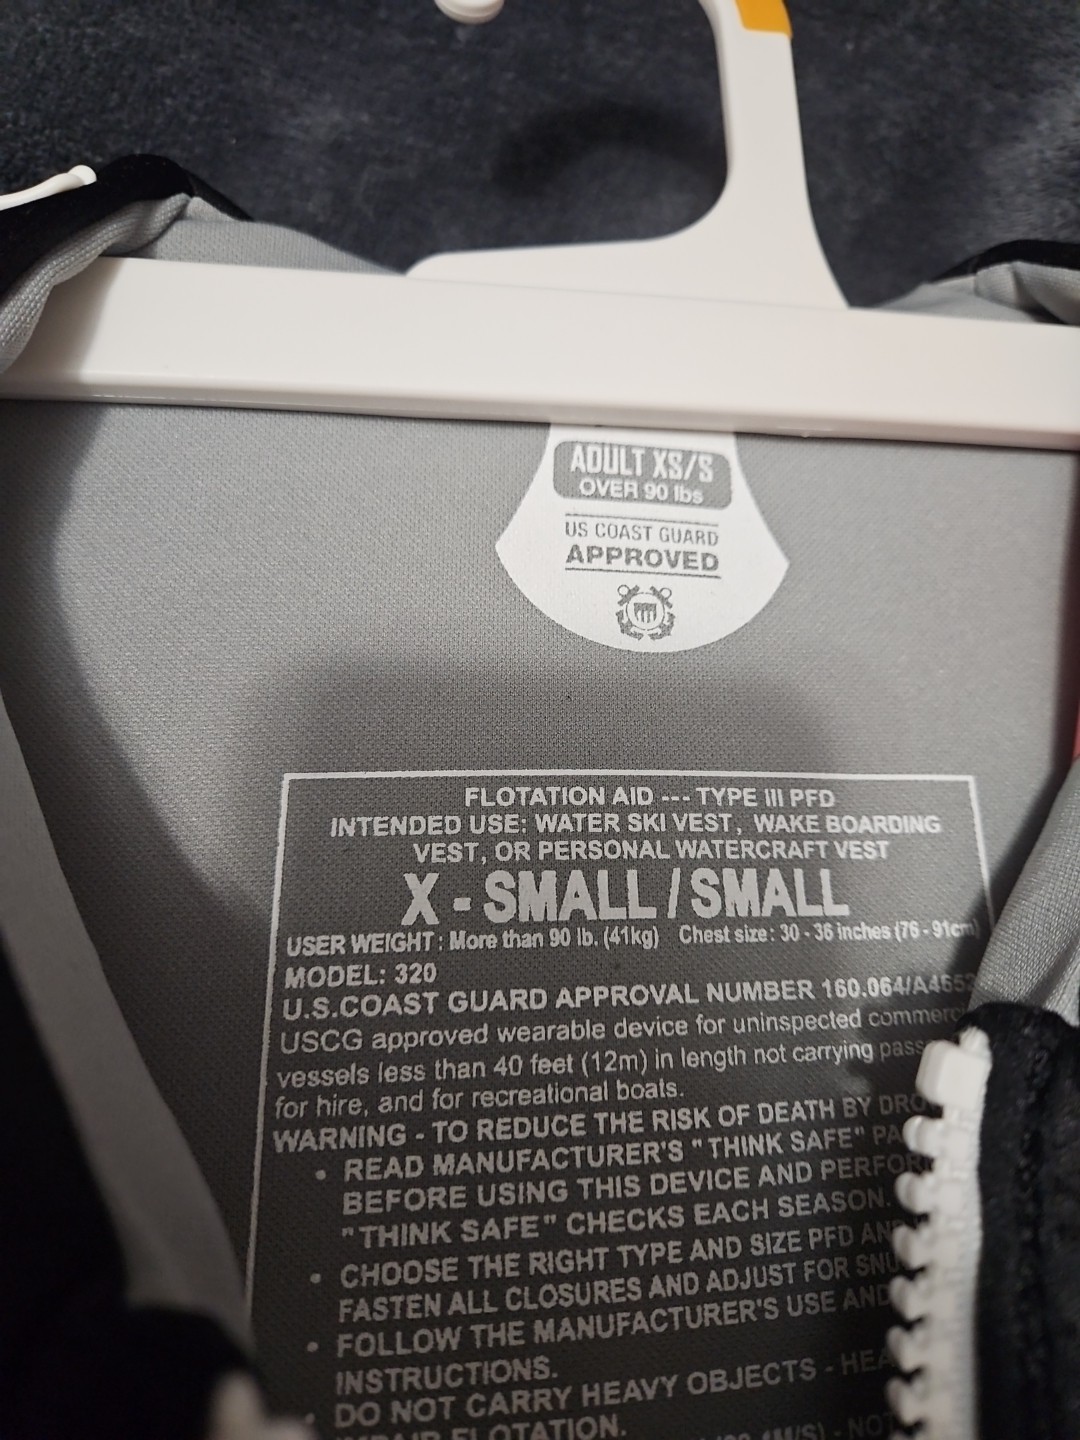 ADULT XS/S
OVER 90 lbs
US COAST GUARD
APPROVED
FLOTATION AID --- TYPE III PFD
INTENDED USE: WATER SKI VEST, WAKE BOARDING
VEST, OR PERSONAL WATERCRAFT VEST
X - SMALL / SMALL
USER WEIGHT: More than 90 lb. (41kg) Chest size: 30 - 36 inches (76 - 91cm)
MODEL: 320
U.S.COAST GUARD APPROVAL NUMBER
USCG approved wearable device for uninspected
vessels less than 40 feet (12m) in length not carrying
for hire, and for recreational boats.
WARNING - TO REDUCE THE RISK OF DEATH BY
• READ MANUFACTURER'S "THINK SAFE"
BEFORE USING THIS DEVICE AND
"THINK SAFE" CHECKS EACH SEASON.
• CHOOSE THE RIGHT TYPE AND SIZE PFD
FASTEN ALL CLOSURES AND ADJUST FOR
• FOLLOW THE MANUFACTURER'S USE AND
INSTRUCTIONS.
• DO NOT CARRY HEAVY OBJECTS -
FLOTATION.